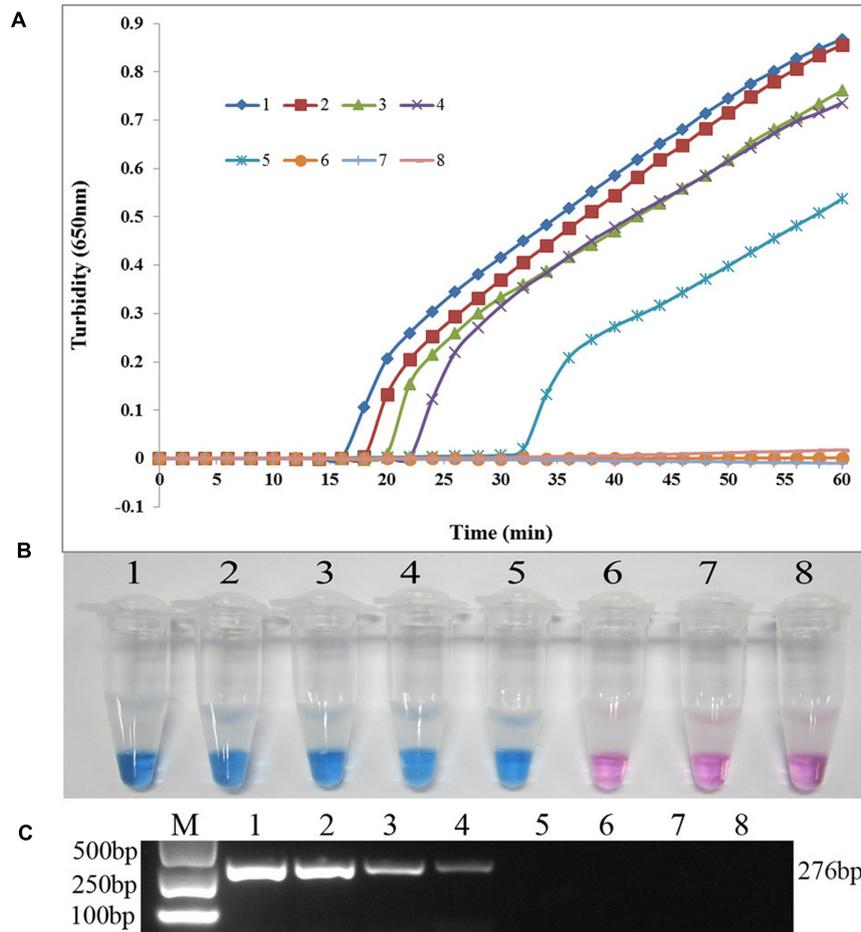 A
0.9
0.8
0.7
0.6
0.5
0.4
0.3
0.2
0.1
0
-0.1
Turbidity (650nm)
1 2 3 4
5 6 7 8
0 5 10 15 20 25 30 35 40 45 50 55 60
Time (min)
B
1 2 3 4 5 6 7 8
C
M 1 2 3 4 5 6 7 8
500bp
250bp
100bp
276bp